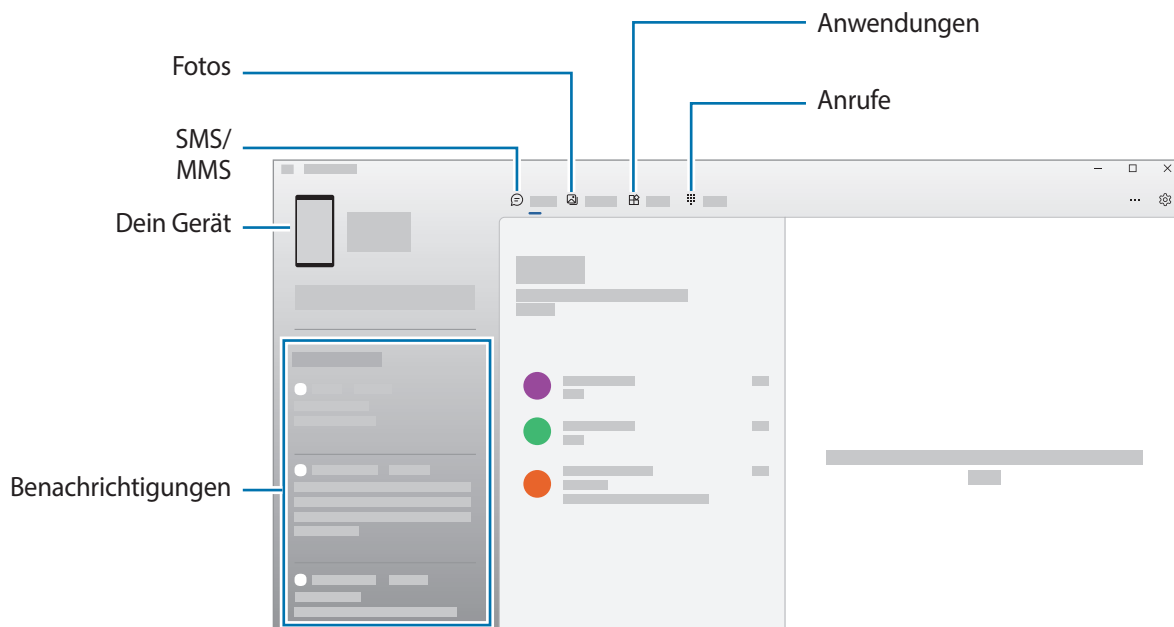 Anwendungen
Fotos
Anrufe
SMS/
MMS
Dein Gerät
Benachrichtigungen